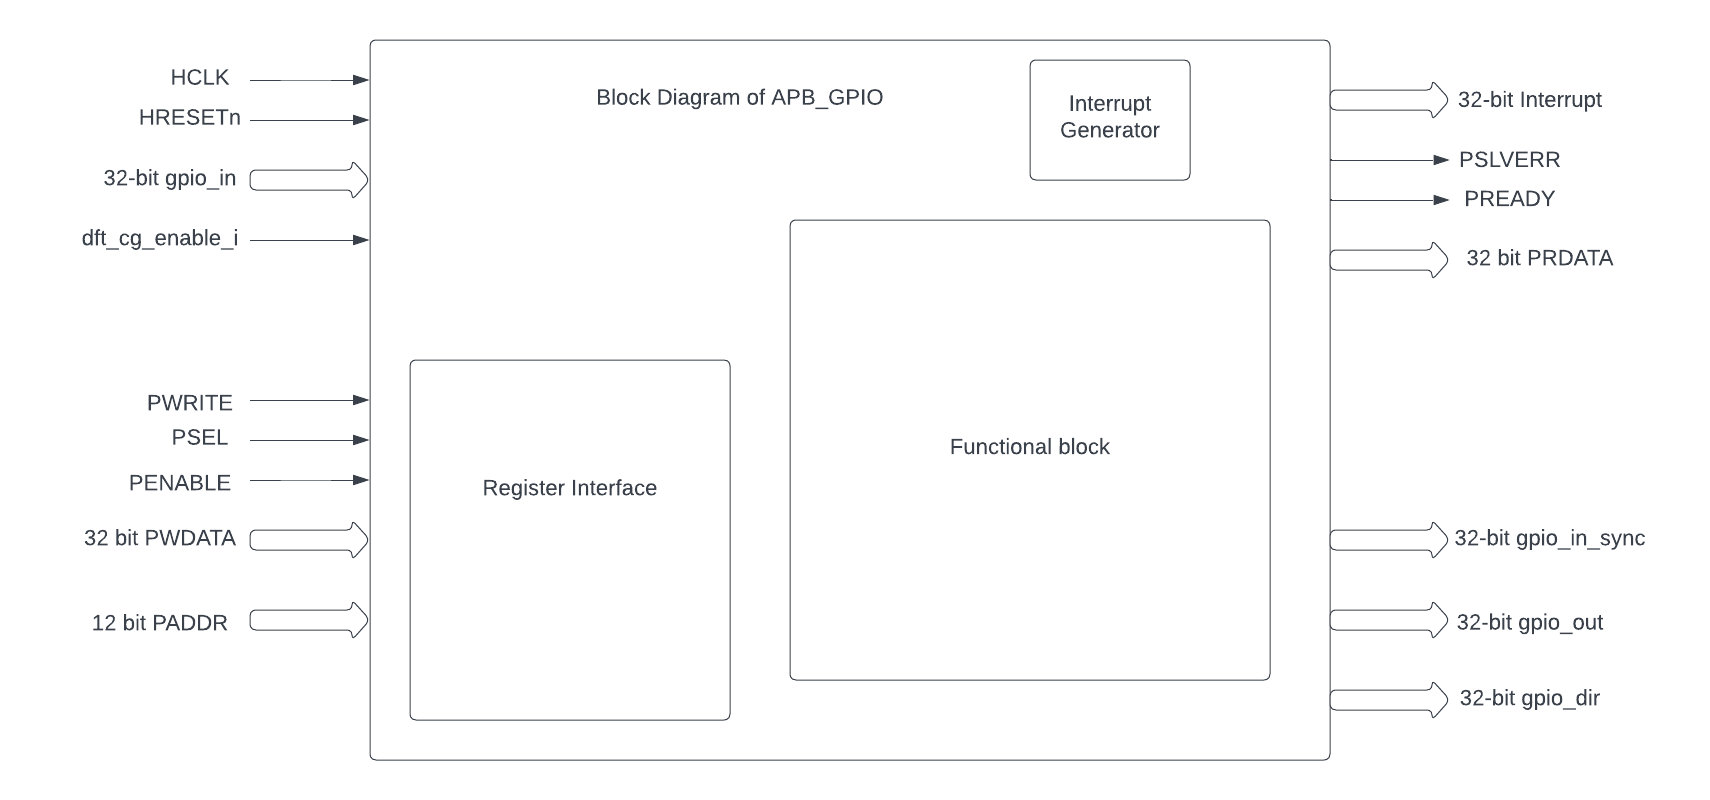 Block Diagram of APB_GPIO
HCLK
HRESETn
32-bit gpio_in
dft_cg_enable_i
PWRITE
PSEL
PENABLE
32 bit PWDATA
12 bit PADDR
Register Interface
Interrupt
Generator
Functional block
32-bit Interrupt
PSLVERR
PREADY
32 bit PRDATA
32-bit gpio_in_sync
32-bit gpio_out
32-bit gpio_dir